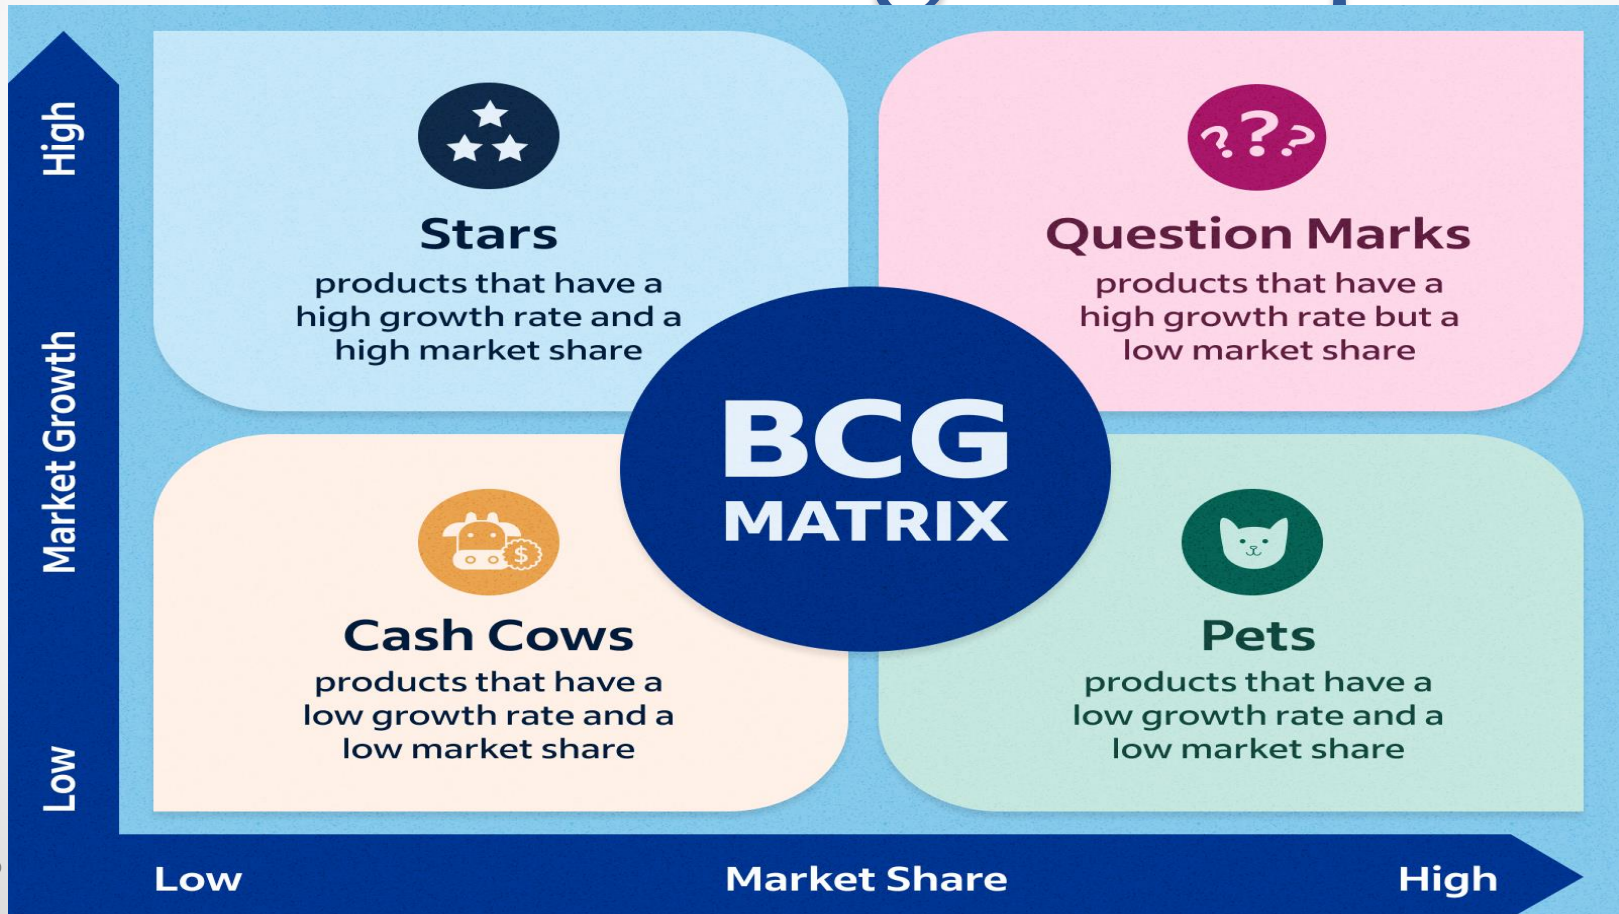 High
Market Growth
Low
Stars
products that have a
high growth rate and a
high market share
???
Question Marks
products that have a
high growth rate but a
low market share
BCG
MATRIX
$
Cash Cows
products that have a
low growth rate and a
low market share
Pets
products that have a
low growth rate and a
low market share
Low
Market Share
High